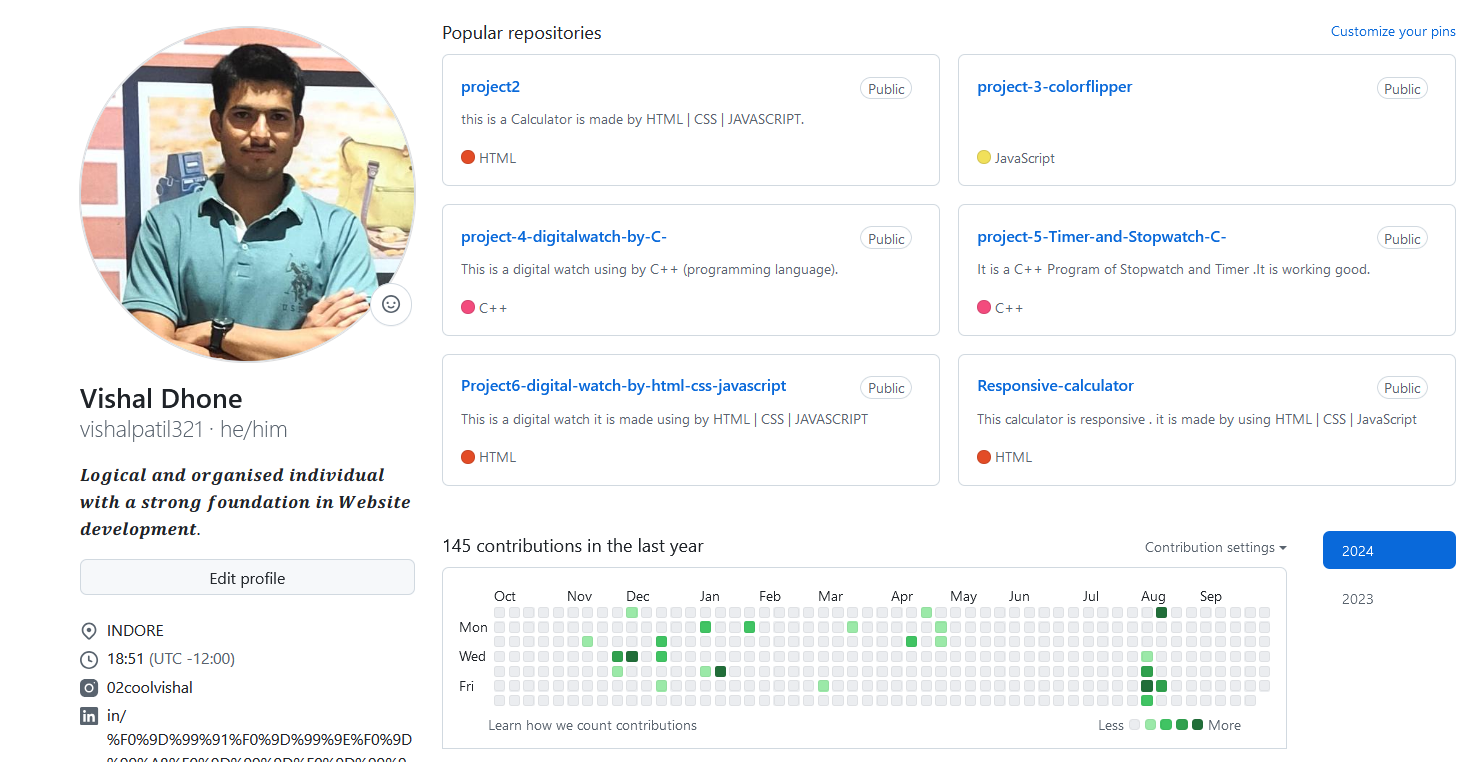 Vishal Dhone
vishalpatil321 · he/him
Logical and organised individual
with a strong foundation in Website
development.
Edit profile
INDORE
18:51 (UTC -12:00)
02coolvishal
in/
%F0%9D%99%91%F0%9D%99%9E%F0%9D
Popular repositories
Customize your pins
project2
Public
this is a Calculator is made by HTML | CSS | JAVASCRIPT.
HTML
project-3-colorflipper
Public
JavaScript
project-4-digitalwatch-by-C-
Public
This is a digital watch using by C++ (programming language).
C++
project-5-Timer-and-Stopwatch-C-
Public
It is a C++ Program of Stopwatch and Timer .It is working good.
C++
Project6-digital-watch-by-html-css-javascript
Public
This is a digital watch it is made using by HTML | CSS | JAVASCRIPT
HTML
Responsive-calculator
Public
This calculator is responsive . it is made by using HTML | CSS | JavaScript
HTML
145 contributions in the last year
Contribution settings
2024
2023
Oct Nov Dec Jan Feb Mar Apr May Jun Jul Aug Sep
Mon
Wed
Fri
Learn how we count contributions
Less More